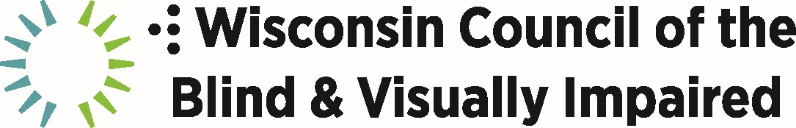 ⠺ Wisconsin Council of the
Blind & Visually Impaired